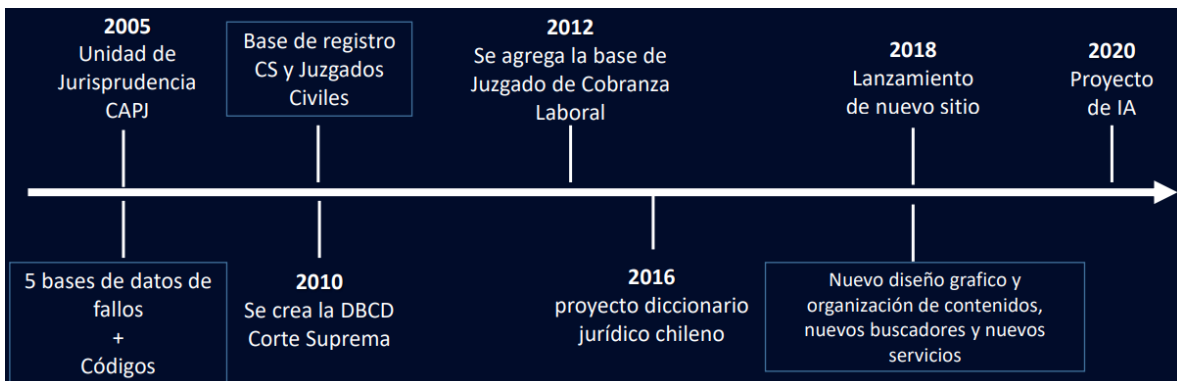 2005
Unidad de
Jurisprudencia
CAPJ
5 bases de datos de
fallos
+
Códigos
Base de registro
CS y Juzgados
Civiles
2010
Se crea la DBCD
Corte Suprema
2012
Se agrega la base de
Juzgado de Cobranza
Laboral
2016
proyecto diccionario
jurídico chileno
2018
Lanzamiento
de nuevo sitio
Nuevo diseño grafico y
organización de contenidos,
nuevos buscadores y nuevos
servicios
2020
Proyecto
de IA